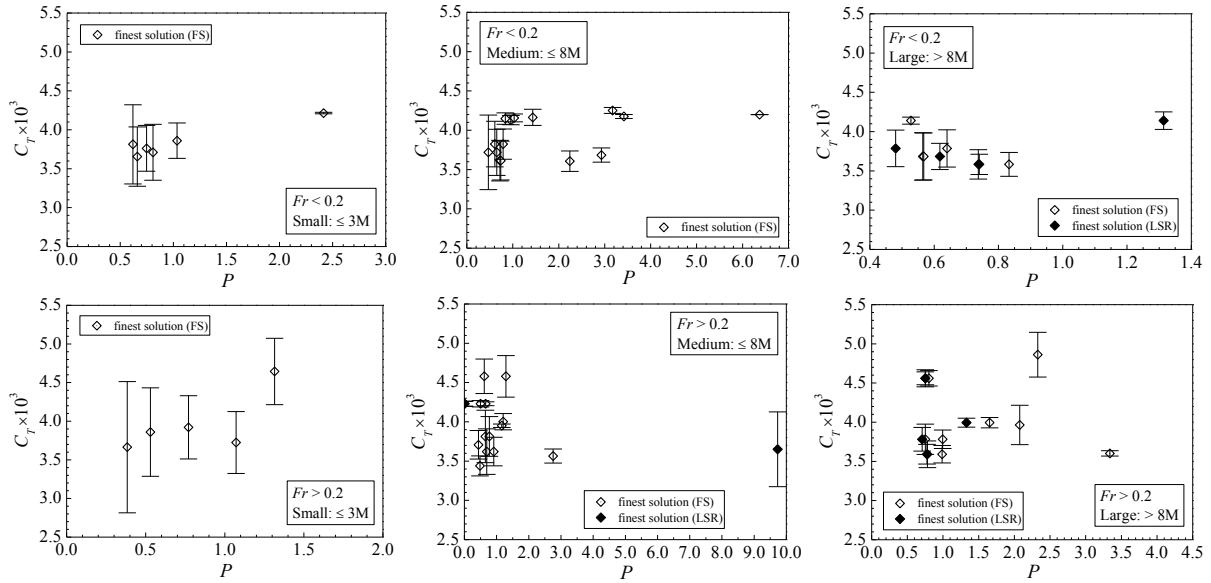 5.5
5.0
4.5
4.0
3.5
3.0
2.5
C_T×10³
0.0 0.5 1.0 1.5 2.0 2.5 3.0
P
finest solution (FS)
Fr < 0.2
Small: ≤ 3M
5.5
5.0
4.5
4.0
3.5
3.0
2.5
C_T×10³
0.0 1.0 2.0 3.0 4.0 5.0 6.0 7.0
P
Fr < 0.2
Medium: ≤ 8M
finest solution (FS)
5.5
5.0
4.5
4.0
3.5
3.0
2.5
C_T×10³
0.4 0.6 0.8 1.0 1.2 1.4
P
Fr < 0.2
Large: > 8M
finest solution (FS)
finest solution (LSR)
5.5
5.0
4.5
4.0
3.5
3.0
2.5
C_T×10³
0.0 0.5 1.0 1.5 2.0
P
finest solution (FS)
Fr > 0.2
Small: ≤ 3M
5.5
5.0
4.5
4.0
3.5
3.0
2.5
C_T×10³
0.0 1.0 2.0 3.0 4.0 5.0 6.0 7.0 8.0 9.0 10.0
P
Fr > 0.2
Medium: ≤ 8M
finest solution (FS)
finest solution (LSR)
5.5
5.0
4.5
4.0
3.5
3.0
2.5
C_T×10³
0.0 0.5 1.0 1.5 2.0 2.5 3.0 3.5 4.0 4.5
P
finest solution (FS)
finest solution (LSR)
Fr > 0.2
Large: > 8M